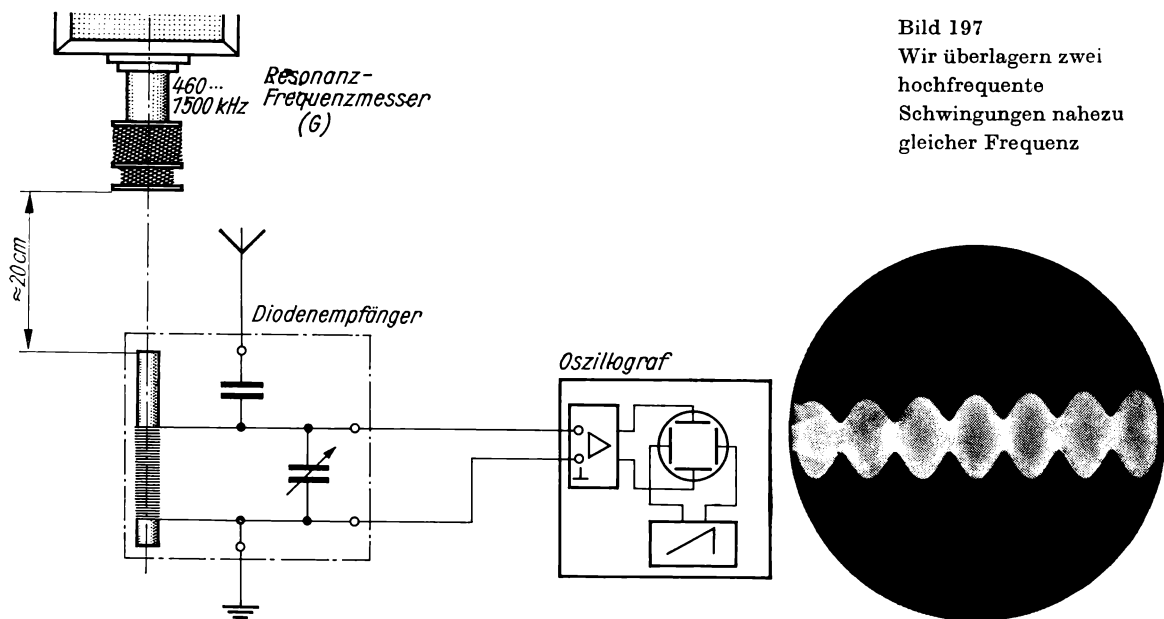 460...
1500 kHz
Resonanz-
Frequenzmesser
(G)
Bild 197
Wir überlagern zwei
hochfrequente
Schwingungen nahezu
gleicher Frequenz
≈20cm
Diodenempfänger
Oszillograf